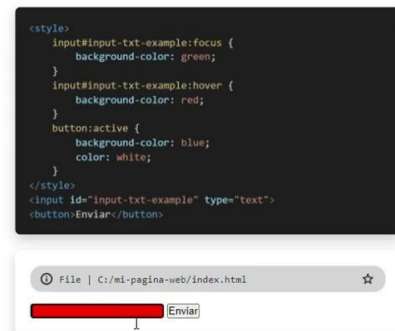 <style>
input#input-txt-example:focus {
background-color: green;
}
input#input-txt-example:hover {
background-color: red;
}
button:active {
background-color: blue;
color: white;
}
</style>
<input id="input-txt-example" type="text">
<button>Enviar</button>
File | C:/mi-pagina-web/index.html
Enviar